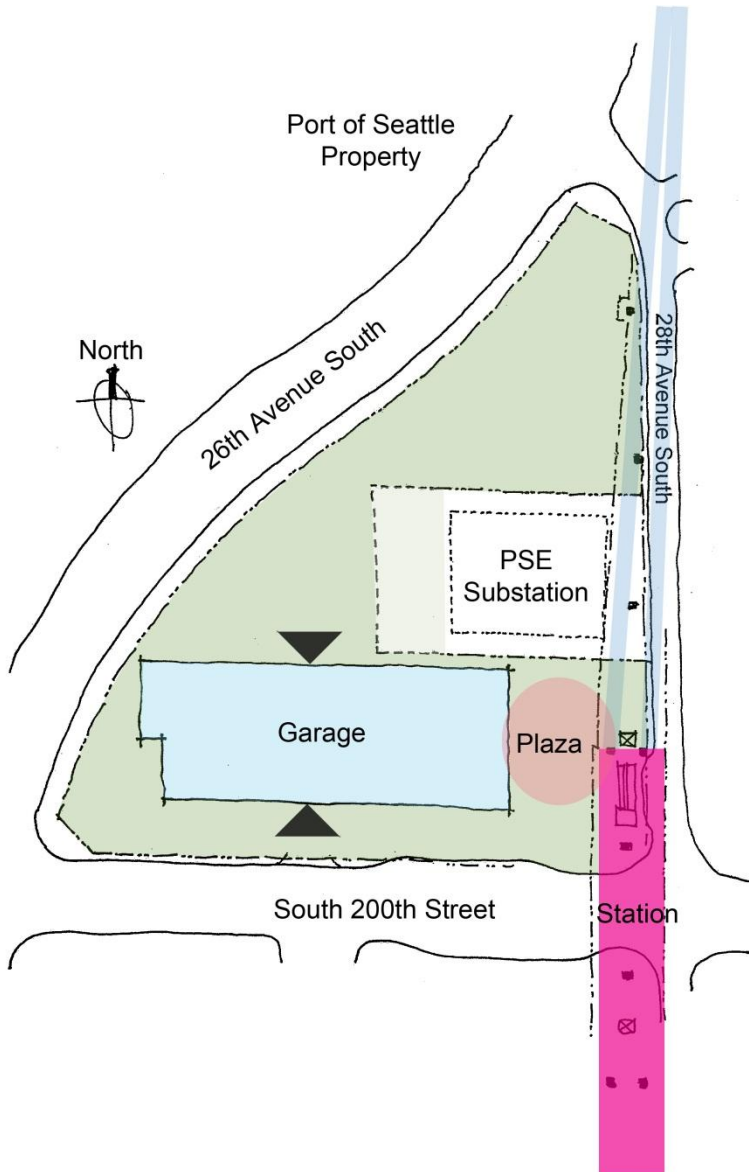 Port of Seattle
Property
North
26th Avenue South
28th Avenue South
PSE
Substation
Garage
Plaza
South 200th Street
Station